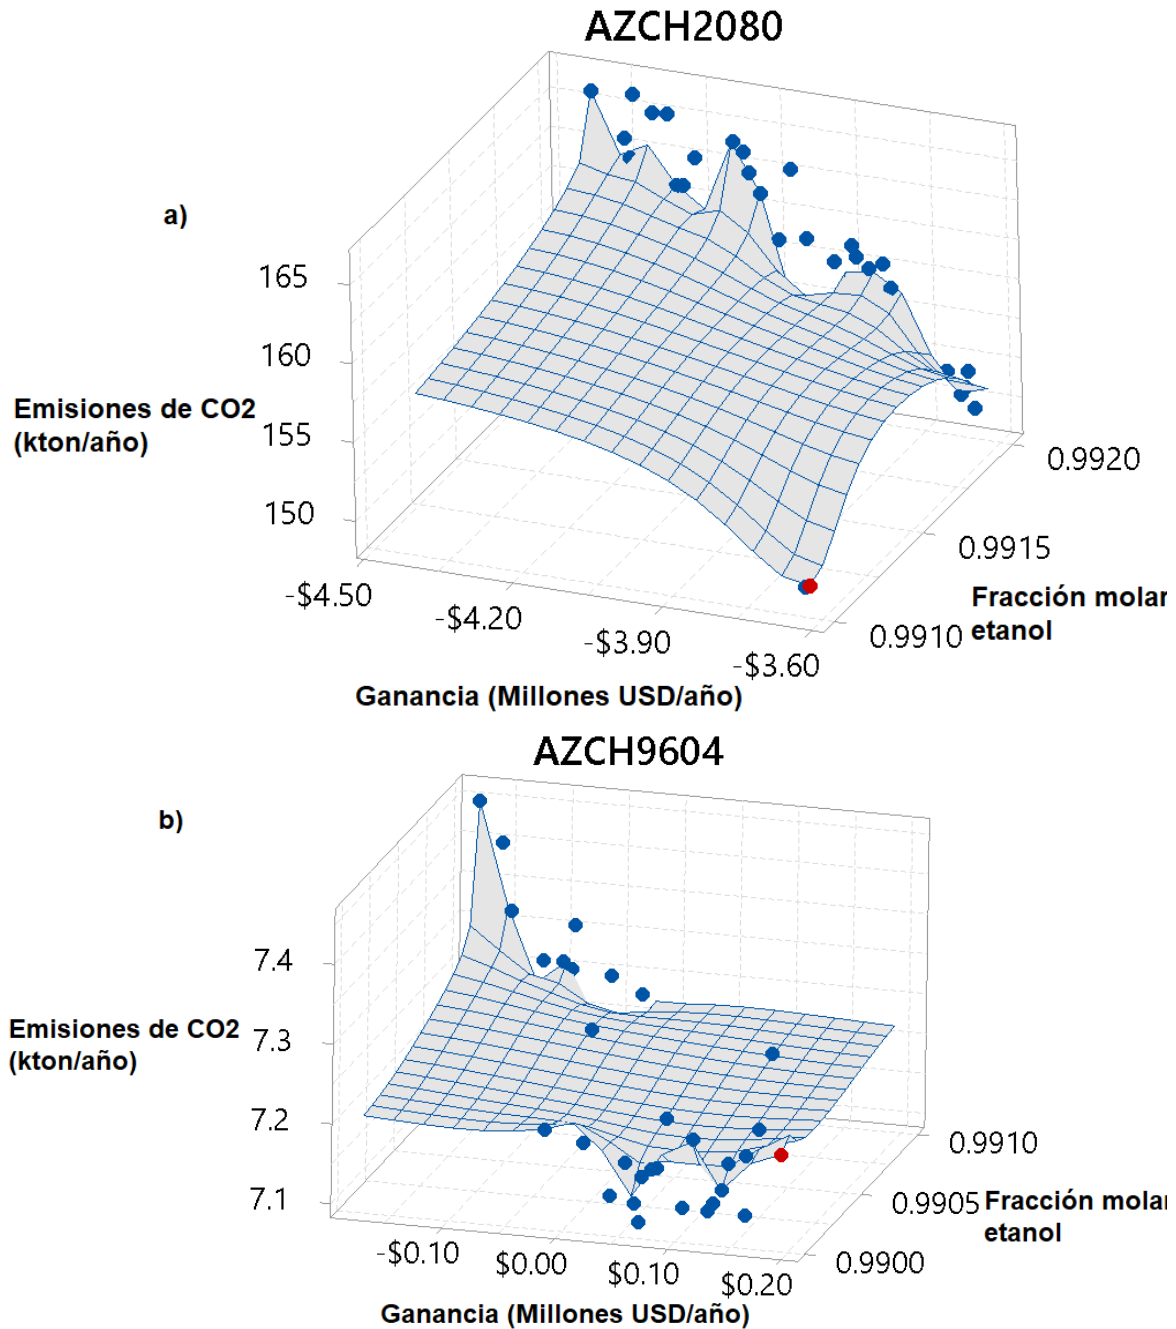 AZCH2080
a)
165
160
155
150
Emisiones de CO2
(kton/año)
-$4.50
-$4.20
-$3.90
-$3.60
Ganancia (Millones USD/año)
0.9920
0.9915
0.9910
Fracción molar
etanol
AZCH9604
b)
7.4
7.3
7.2
7.1
Emisiones de CO2
(kton/año)
-$0.10
$0.00
$0.10
$0.20
Ganancia (Millones USD/año)
0.9910
0.9905
0.9900
Fracción molar
etanol